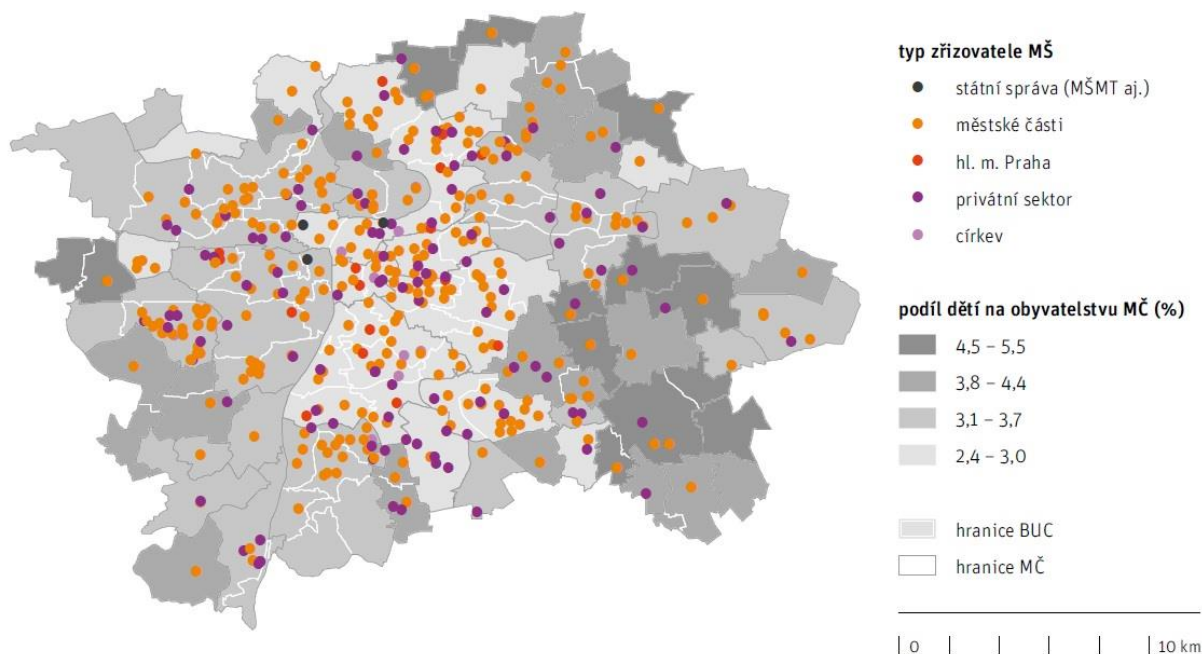 typ zřizovatele MŠ
státní správa (MŠMT aj.)
městské části
hl. m. Praha
privátní sektor
církev
podíl dětí na obyvatelstvu MČ (%)
4,5 – 5,5
3,8 – 4,4
3,1 – 3,7
2,4 – 3,0
hranice BUC
hranice MČ
0 10 km